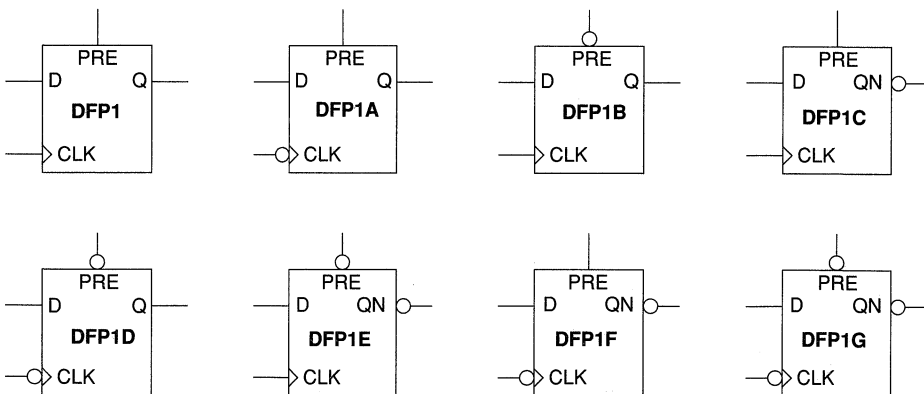 PRE PRE PRE PRE
D Q D Q D Q D QN
DFP1 DFP1A DFP1B DFP1C
CLK CLK CLK CLK
PRE PRE PRE PRE
D Q D QN D QN D QN
DFP1D DFP1E DFP1F DFP1G
CLK CLK CLK CLK